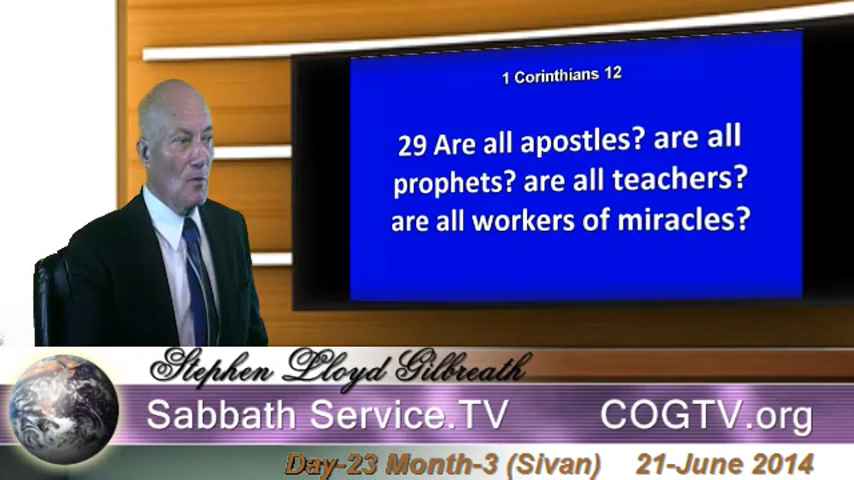 1 Corinthians 12
29 Are all apostles? are all
prophets? are all teachers?
are all workers of miracles?
Stephen Lloyd Gilbreath
Sabbath Service.TV COGTV.org
Day-23 Month-3 (Sivan) 21-June 2014